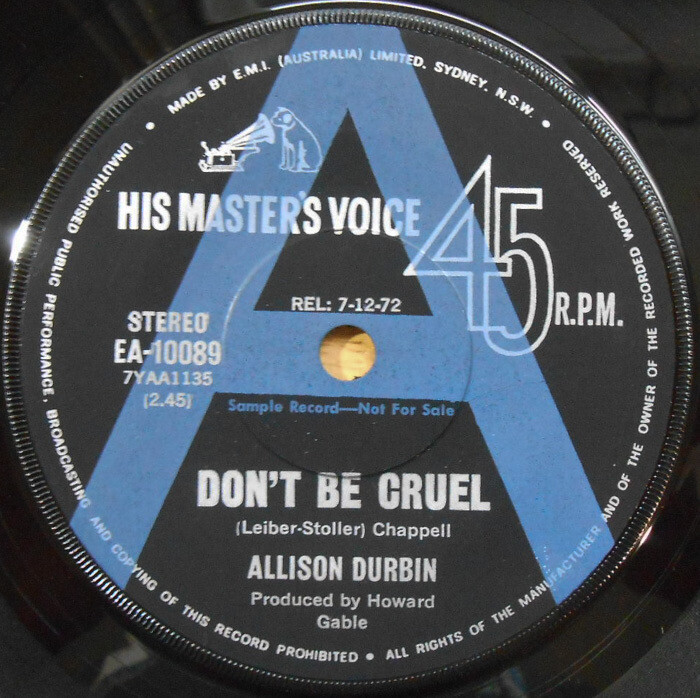 MADE BY E.M.I. (AUSTRALIA) LIMITED. SYDNEY. N.S.W. •
UNAUTHORISED PUBLIC PERFORMANCE, BROADCASTING AND COPYING OF THIS RECORD PROHIBITED • ALL RIGHTS OF THE MANUFACTURER AND OF THE OWNER OF THE RECORDED WORK RESERVED •
A
HIS MASTER'S VOICE
45 R.P.M.
REL: 7-12-72
STEREO
EA-10089
7YAA1135
(2.45)
Sample Record—Not For Sale
DON'T BE CRUEL
(Leiber-Stoller) Chappell
ALLISON DURBIN
Produced by Howard
Gable